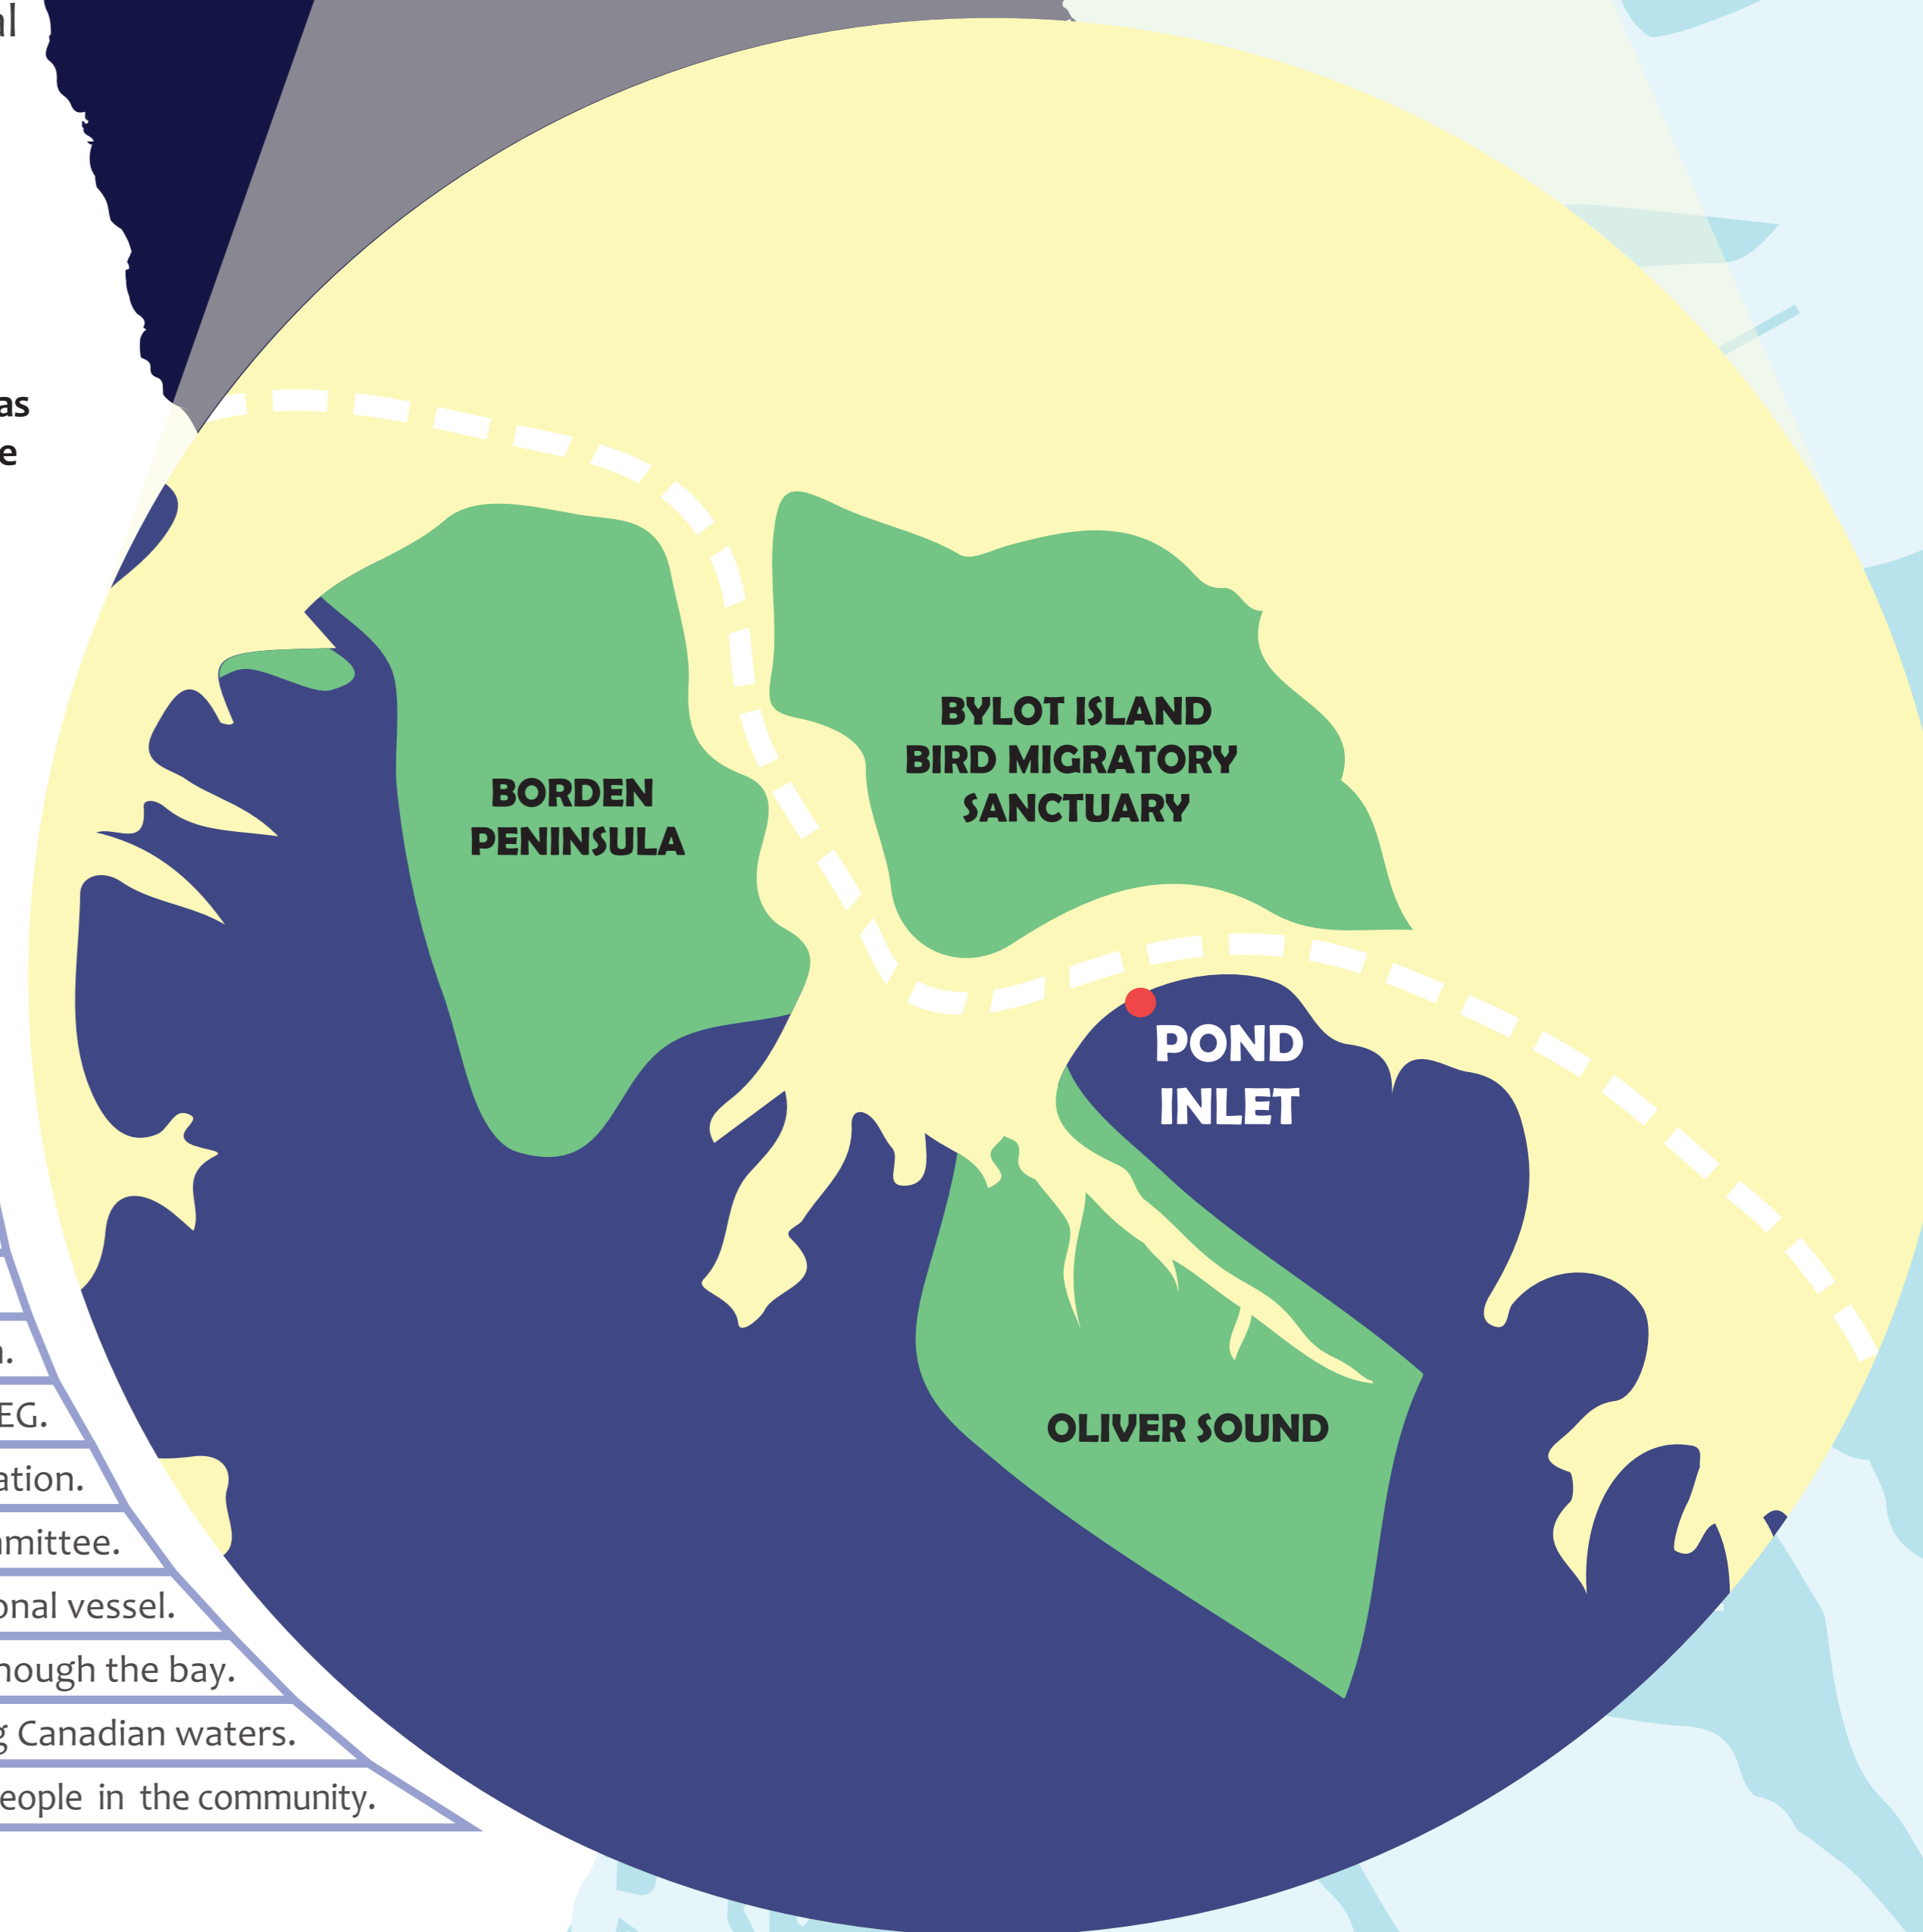 al
as
e
BYLOT ISLAND
BIRD MIGRATORY
SANCTUARY
BORDEN
PENINSULA
POND
INLET
OLIVER SOUND
EG.
ation.
mmittee.
onal vessel.
hough the bay.
g Canadian waters.
eople in the community.